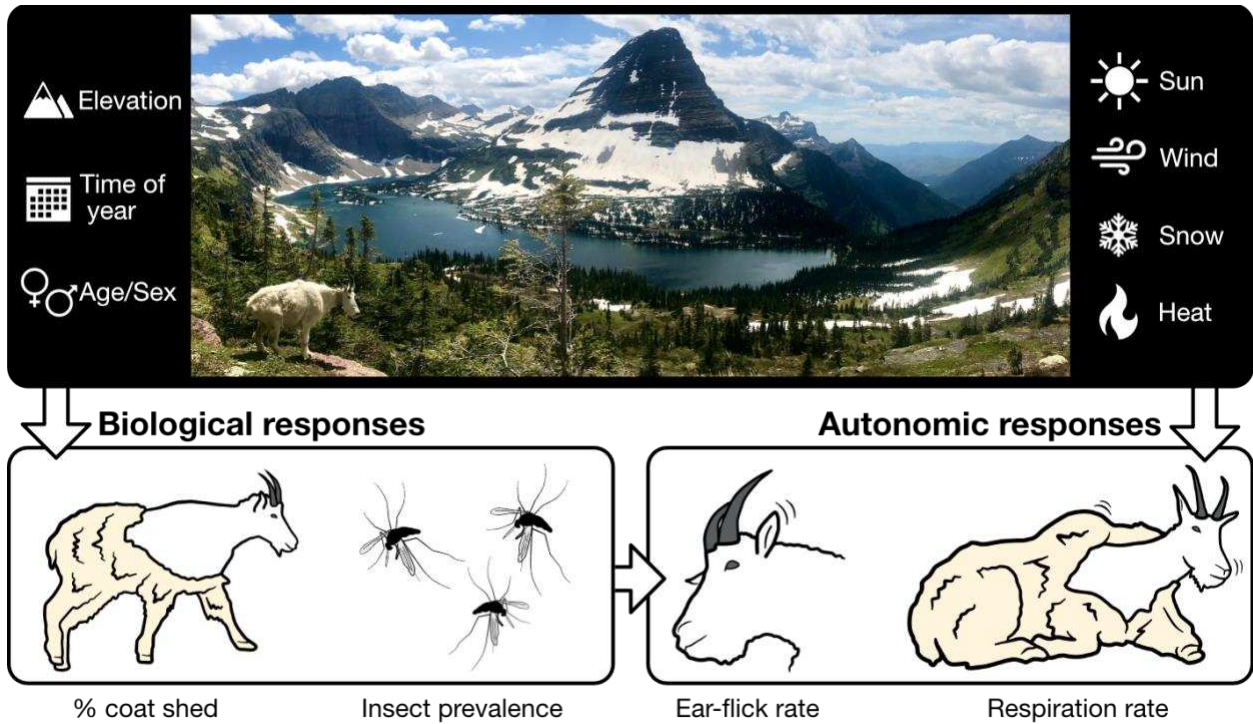 Elevation
Time of
year
Age/Sex
Sun
Wind
Snow
Heat
Biological responses
Autonomic responses
% coat shed
Insect prevalence
Ear-flick rate
Respiration rate